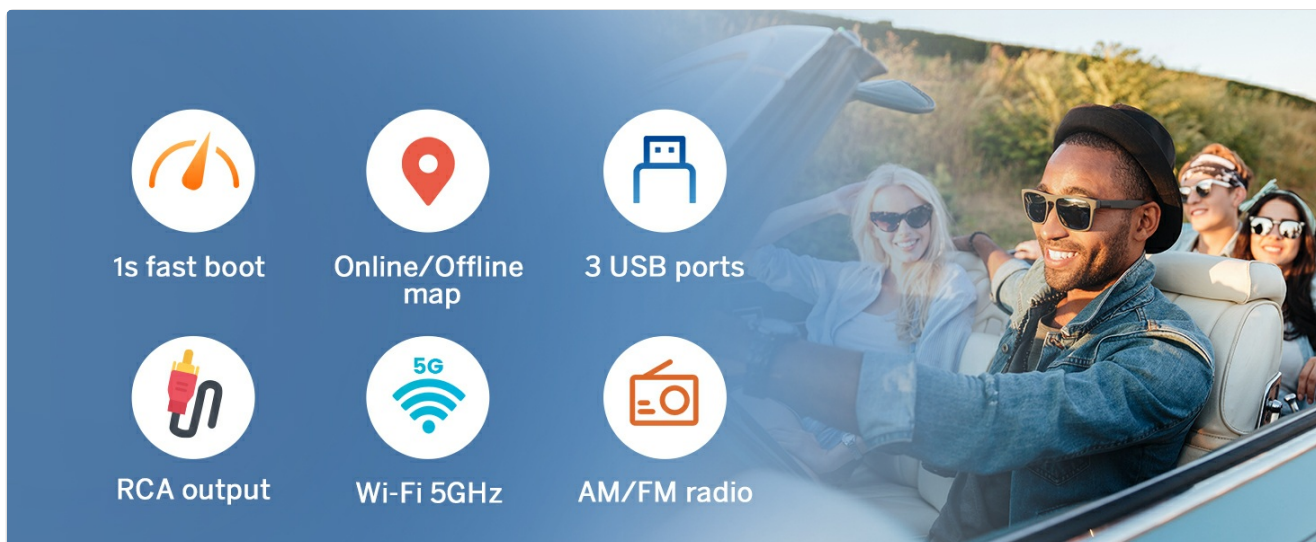 1s fast boot
Online/Offline
map
3 USB ports
RCA output
5G
Wi-Fi 5GHz
AM/FM radio